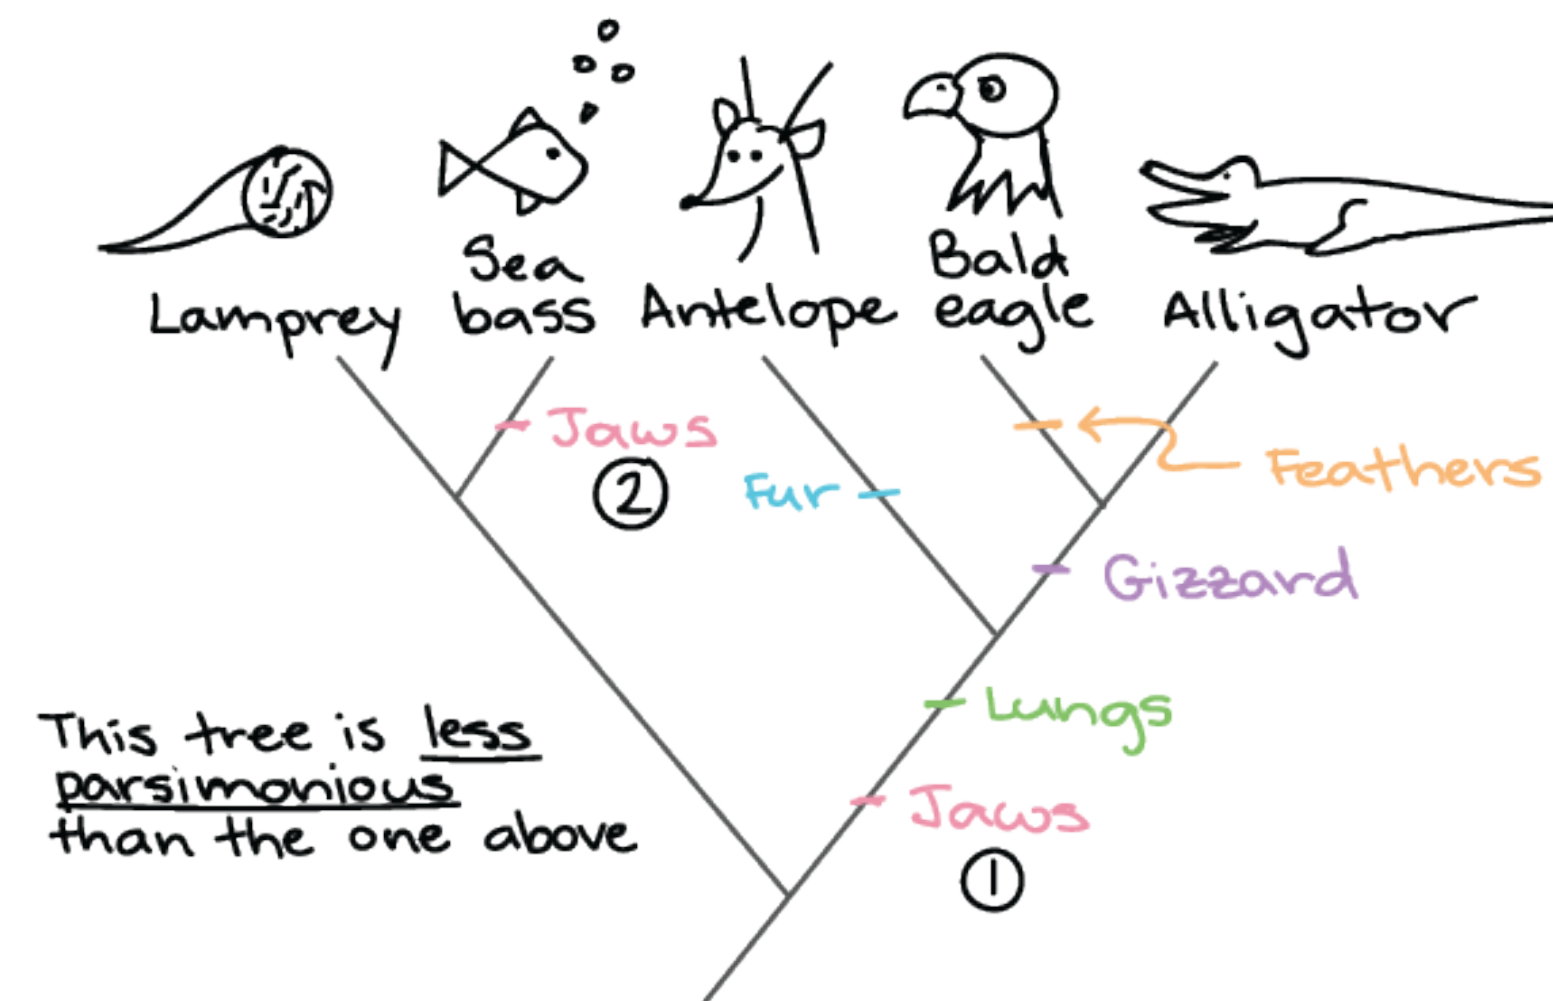 Sea
bass
Lamprey
Antelope
Bald
eagle
Alligator
Jaws
2
Fur
Feathers
Gizzard
Lungs
Jaws
1
This tree is less
parsimonious
than the one above